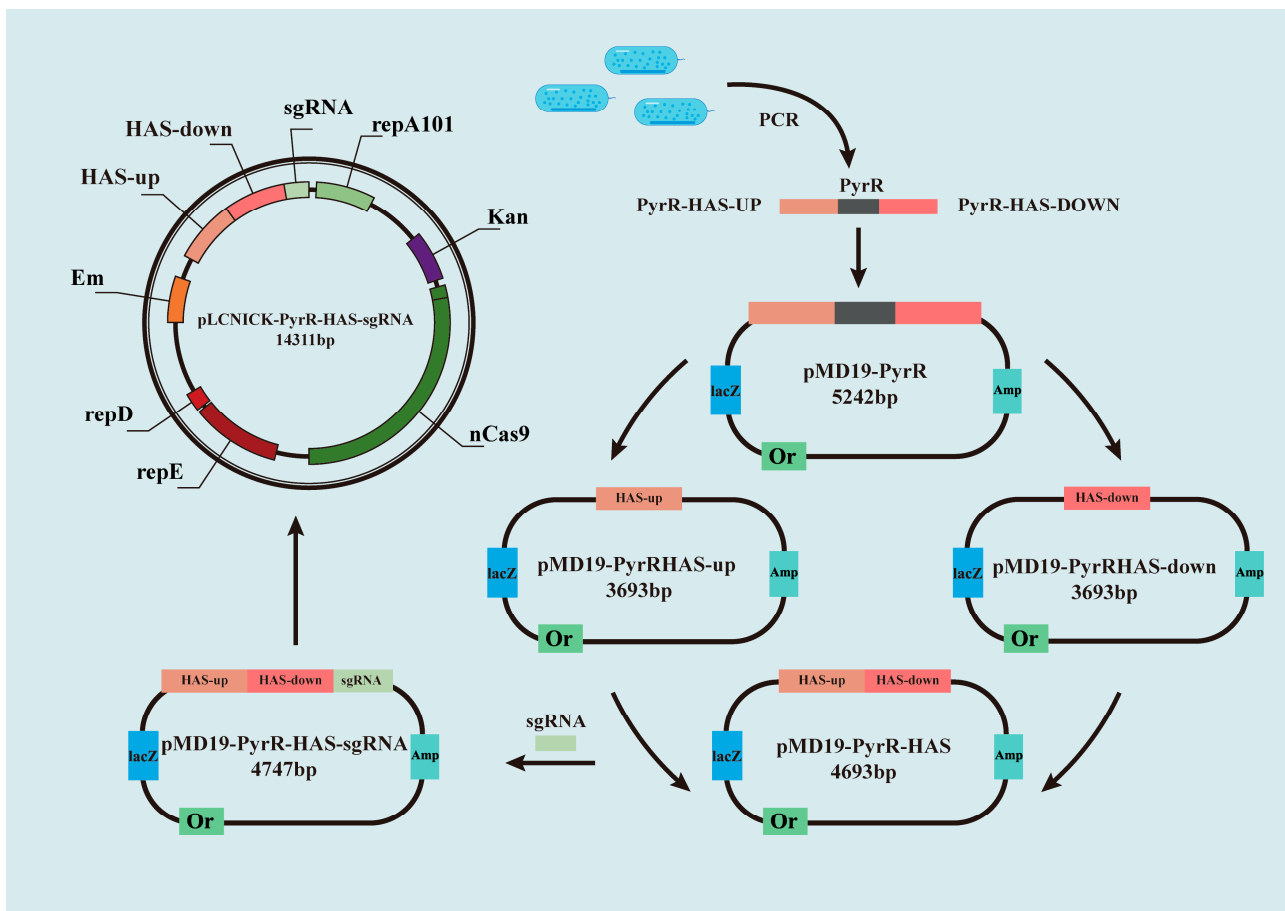 sgRNA
HAS-down
repA101
HAS-up
Kan
Em
pLCNICK-PyrR-HAS-sgRNA
14311bp
repD
nCas9
repE
PCR
PyrR
PyrR-HAS-UP
PyrR-HAS-DOWN
pMD19-PyrR
5242bp
lacZ
Amp
Or
HAS-up
pMD19-PyrRHAS-up
3693bp
lacZ
Amp
Or
HAS-down
pMD19-PyrRHAS-down
3693bp
lacZ
Amp
Or
HAS-up
HAS-down
pMD19-PyrR-HAS
4693bp
lacZ
Amp
Or
sgRNA
HAS-up
HAS-down
sgRNA
pMD19-PyrR-HAS-sgRNA
4747bp
lacZ
Amp
Or